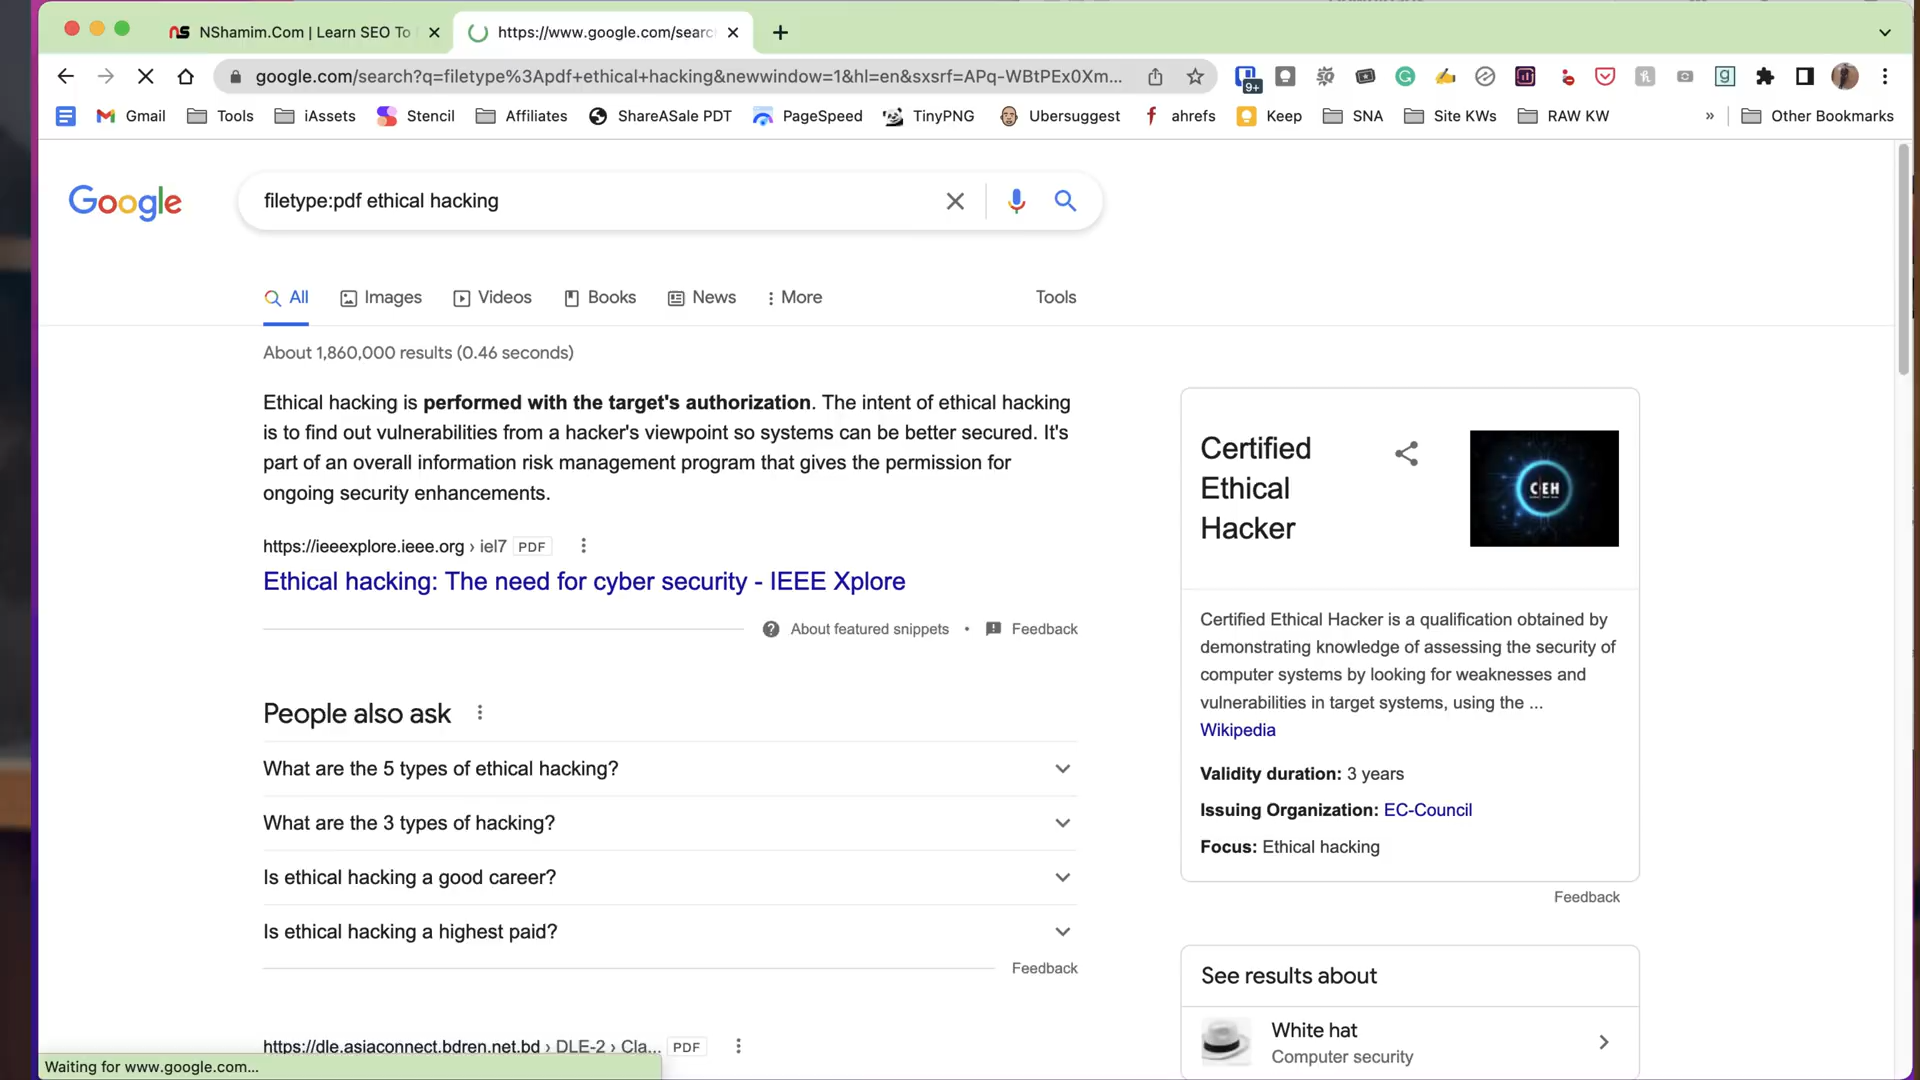 NShamim.Com | Learn SEO To
https://www.google.com/searc
google.com/search?q=filetype%3Apdf+ethical+hacking&newwindow=1&hl=en&sxsrf=APq-WBtPEx0Xm...
9+
Gmail Tools iAssets Stencil Affiliates ShareASale PDT PageSpeed TinyPNG Ubersuggest ahrefs Keep SNA Site KWs RAW KW » Other Bookmarks
Google
filetype:pdf ethical hacking
All Images Videos Books News More Tools
About 1,860,000 results (0.46 seconds)
Ethical hacking is performed with the target's authorization. The intent of ethical hacking
is to find out vulnerabilities from a hacker's viewpoint so systems can be better secured. It's
part of an overall information risk management program that gives the permission for
ongoing security enhancements.
https://ieeexplore.ieee.org › iel7 PDF
Ethical hacking: The need for cyber security - IEEE Xplore
About featured snippets • Feedback
People also ask
What are the 5 types of ethical hacking?
What are the 3 types of hacking?
Is ethical hacking a good career?
Is ethical hacking a highest paid?
Feedback
https://dle.asiaconnect.bdren.net.bd › DLE-2 › Cla... PDF
Waiting for www.google.com...
Certified
Ethical
Hacker
CEH
Certified Ethical Hacker is a qualification obtained by
demonstrating knowledge of assessing the security of
computer systems by looking for weaknesses and
vulnerabilities in target systems, using the ...
Wikipedia
Validity duration: 3 years
Issuing Organization: EC-Council
Focus: Ethical hacking
Feedback
See results about
White hat
Computer security